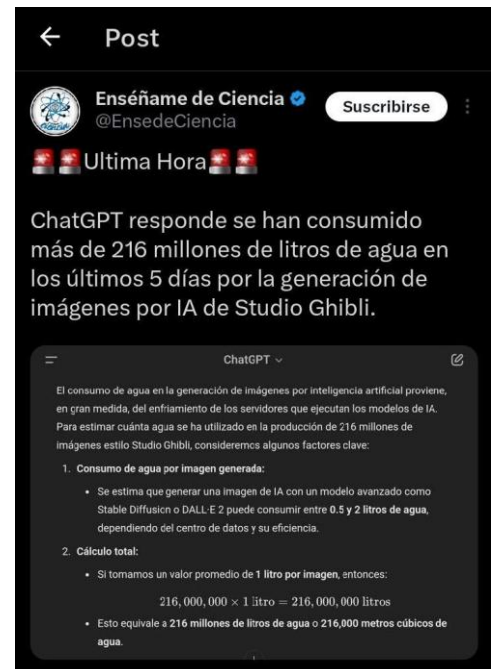 Post
Enséñame de Ciencia
Suscribirse
@EnsedeCiencia
Ultima Hora
ChatGPT responde se han consumido
más de 216 millones de litros de agua en
los últimos 5 días por la generación de
imágenes por IA de Studio Ghibli.
ChatGPT
El consumo de agua en la generación de imágenes por inteligencia artificial proviene,
en gran medida, del enfriamiento de los servidores que ejecutan los modelos de IA.
Para estimar cuánta agua se ha utilizado en la producción de 216 millones de
imágenes estilo Studio Ghibli, consideremos algunos factores clave:
1. Consumo de agua por imagen generada:
• Se estima que generar una imagen de IA con un modelo avanzado como
Stable Diffusion o DALL·E 2 puede consumir entre 0.5 y 2 litros de agua,
dependiendo del centro de datos y su eficiencia.
2. Cálculo total:
• Si tomamos un valor promedio de 1 litro por imagen, entonces:
216,000,000 × 1 litro = 216,000,000 litros
• Esto equivale a 216 millones de litros de agua o 216,000 metros cúbicos de
agua.